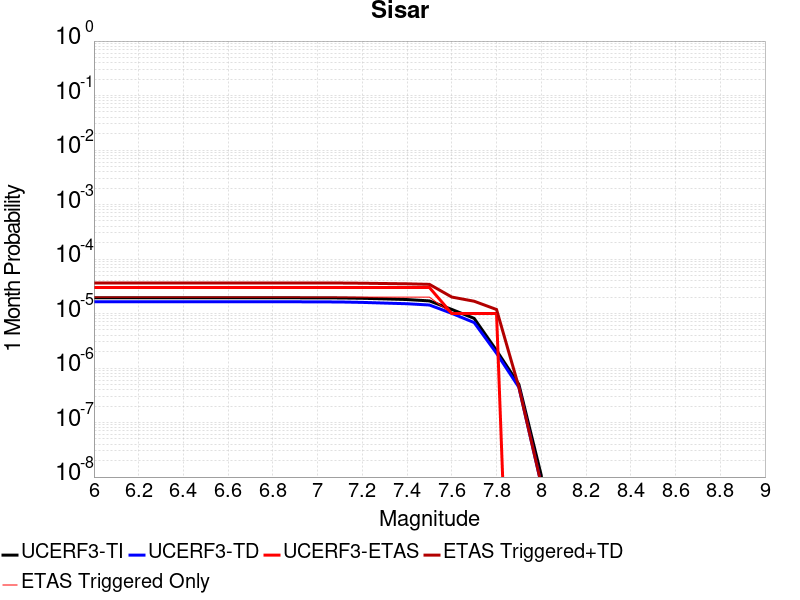 Sisar
10^0
10^-1
10^-2
10^-3
10^-4
10^-5
10^-6
10^-7
10^-8
1 Month Probability
6 6.2 6.4 6.6 6.8 7 7.2 7.4 7.6 7.8 8 8.2 8.4 8.6 8.8 9
Magnitude
UCERF3-TI UCERF3-TD UCERF3-ETAS ETAS Triggered+TD
ETAS Triggered Only